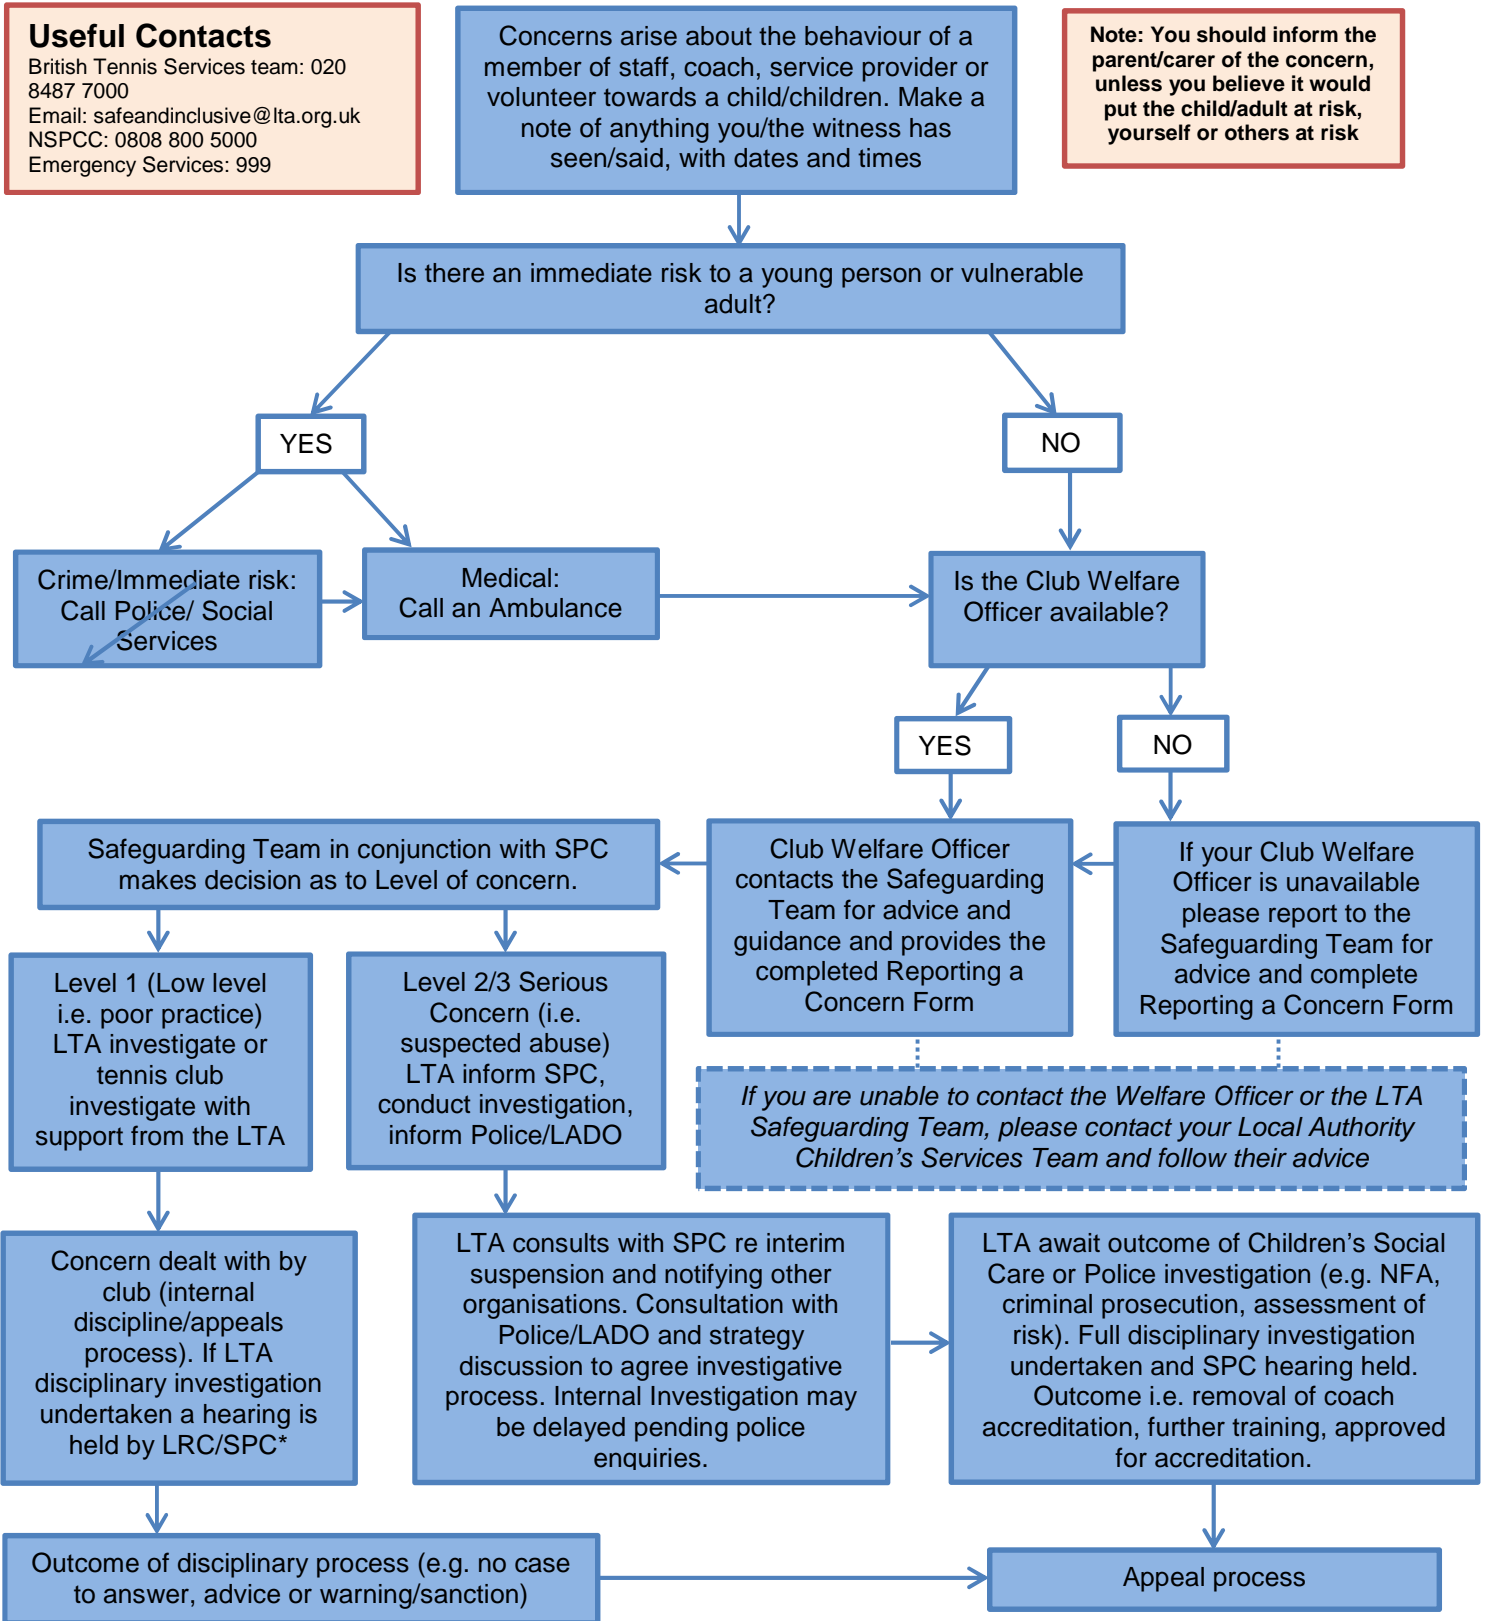 Useful Contacts
British Tennis Services team: 020
8487 7000
Email: safeandinclusive@lta.org.uk
NSPCC: 0808 800 5000
Emergency Services: 999
Concerns arise about the behaviour of a
member of staff, coach, service provider or
volunteer towards a child/children. Make a
note of anything you/the witness has
seen/said, with dates and times
Note: You should inform the
parent/carer of the concern,
unless you believe it would
put the child/adult at risk,
yourself or others at risk
Is there an immediate risk to a young person or vulnerable
adult?
YES
NO
Crime/Immediate risk:
Call Police/ Social
Services
Medical:
Call an Ambulance
Is the Club Welfare
Officer available?
YES
NO
Safeguarding Team in conjunction with SPC
makes decision as to Level of concern.
Club Welfare Officer
contacts the Safeguarding
Team for advice and
guidance and provides the
completed Reporting a
Concern Form
If your Club Welfare
Officer is unavailable
please report to the
Safeguarding Team for
advice and complete
Reporting a Concern Form
Level 1 (Low level
i.e. poor practice)
LTA investigate or
tennis club
investigate with
support from the LTA
Level 2/3 Serious
Concern (i.e.
suspected abuse)
LTA inform SPC,
conduct investigation,
inform Police/LADO
If you are unable to contact the Welfare Officer or the LTA
Safeguarding Team, please contact your Local Authority
Children’s Services Team and follow their advice
Concern dealt with by
club (internal
discipline/appeals
process). If LTA
disciplinary investigation
undertaken a hearing is
held by LRC/SPC*
LTA consults with SPC re interim
suspension and notifying other
organisations. Consultation with
Police/LADO and strategy
discussion to agree investigative
process. Internal Investigation may
be delayed pending police
enquiries.
LTA await outcome of Children’s Social
Care or Police investigation (e.g. NFA,
criminal prosecution, assessment of
risk). Full disciplinary investigation
undertaken and SPC hearing held.
Outcome i.e. removal of coach
accreditation, further training, approved
for accreditation.
Outcome of disciplinary process (e.g. no case
to answer, advice or warning/sanction)
Appeal process